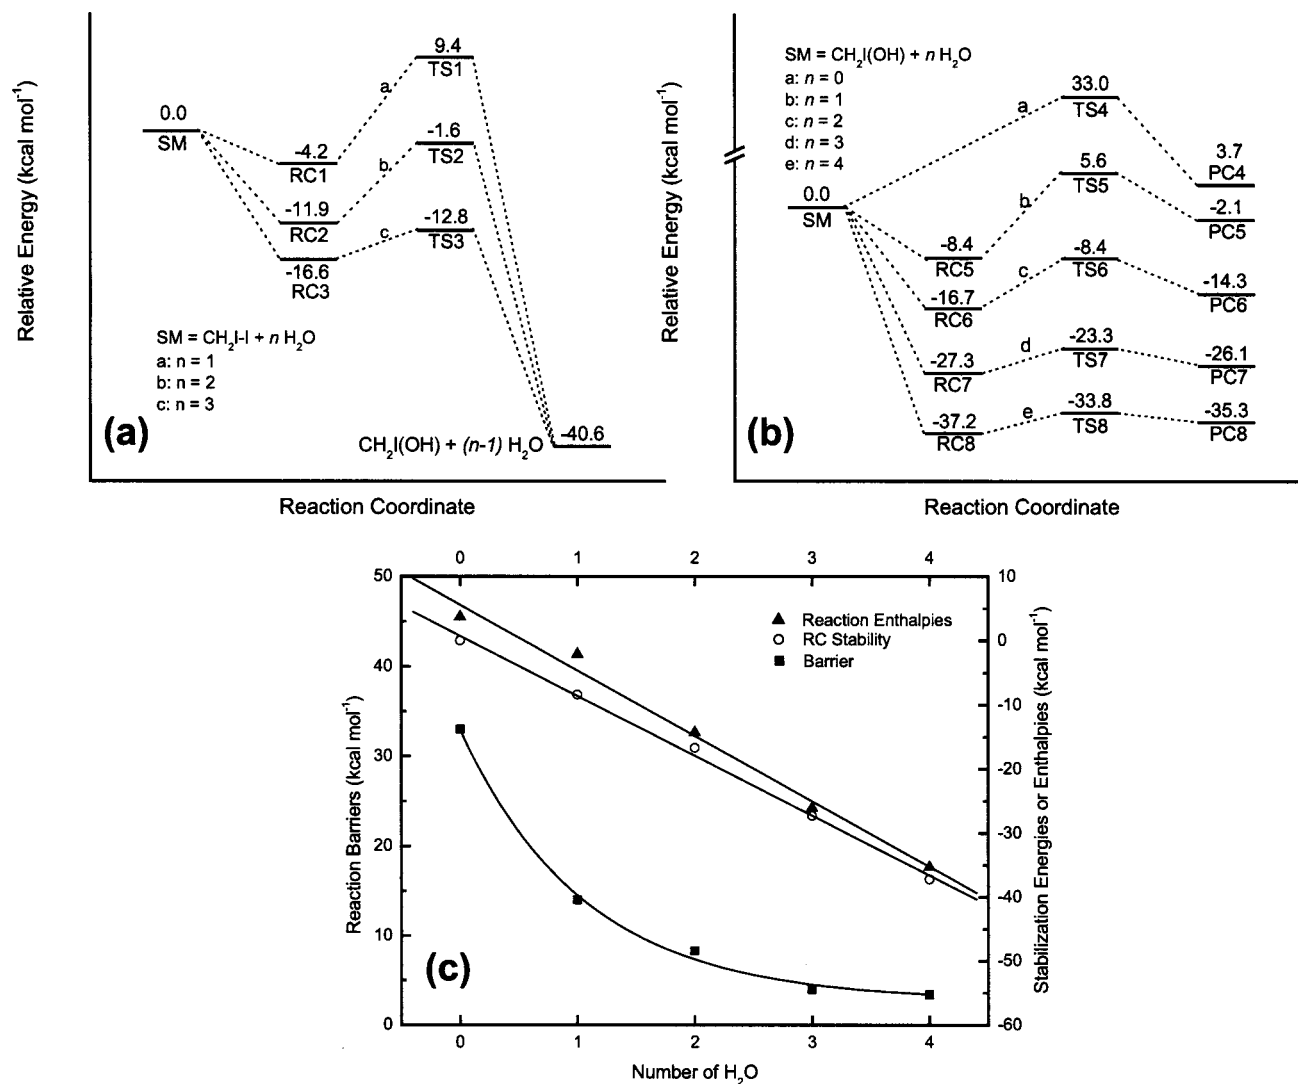 Relative Energy (kcal mol⁻¹)
0.0
SM
-4.2
RC1
-11.9
RC2
-16.6
RC3
a
b
c
9.4
TS1
-1.6
TS2
-12.8
TS3
SM = CH₂I-I + n H₂O
a: n = 1
b: n = 2
c: n = 3
(a)
CH₂I(OH) + (n-1) H₂O
-40.6
Reaction Coordinate
Relative Energy (kcal mol⁻¹)
SM = CH₂I(OH) + n H₂O
a: n = 0
b: n = 1
c: n = 2
d: n = 3
e: n = 4
0.0
SM
a
b
c
d
e
33.0
TS4
3.7
PC4
-8.4
RC5
5.6
TS5
-2.1
PC5
-16.7
RC6
-8.4
TS6
-14.3
PC6
-27.3
RC7
-23.3
TS7
-26.1
PC7
-37.2
RC8
-33.8
TS8
-35.3
PC8
(b)
Reaction Coordinate
0 1 2 3 4
Reaction Barriers (kcal mol⁻¹)
50
40
30
20
10
0
Reaction Enthalpies
RC Stability
Barrier
(c)
10
0
-10
-20
-30
-40
-50
-60
Stabilization Energies or Enthalpies (kcal mol⁻¹)
0 1 2 3 4
Number of H₂O